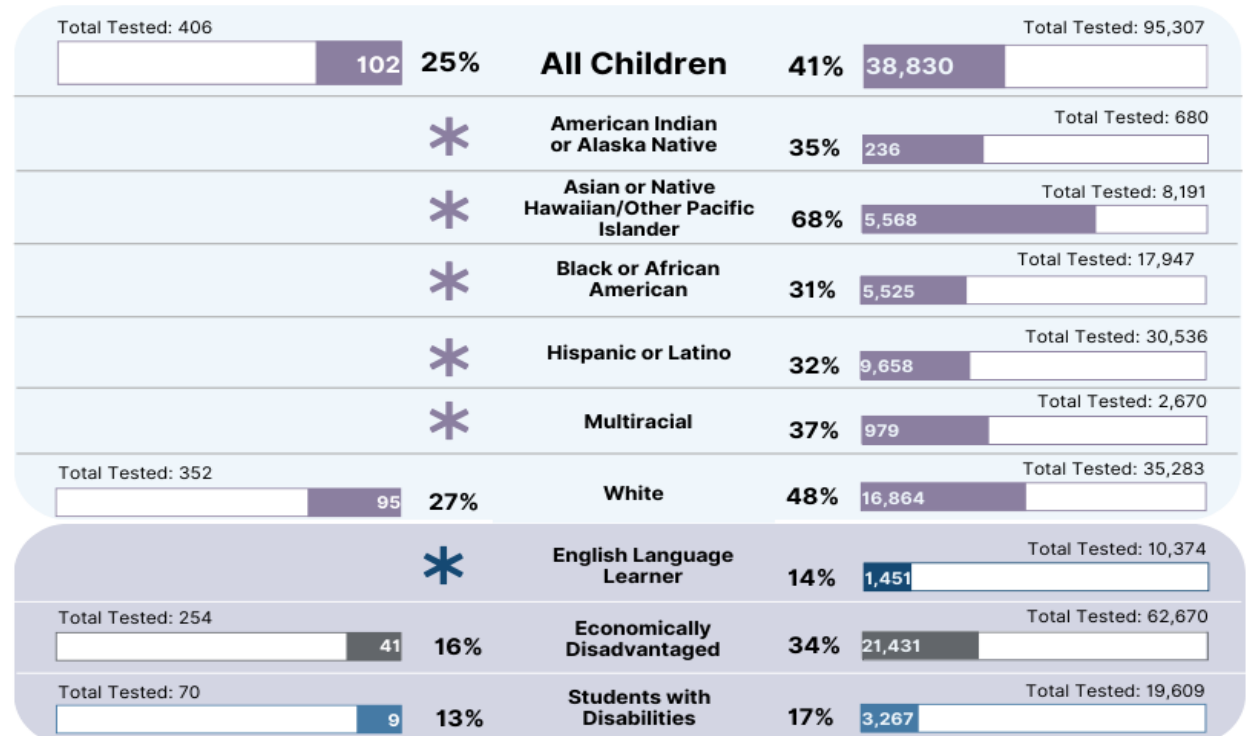 Total Tested: 406
Total Tested: 95,307
102 25% All Children 41% 38,830
Total Tested: 680
* American Indian
or Alaska Native 35% 236
Total Tested: 8,191
* Asian or Native
Hawaiian/Other Pacific
Islander 68% 5,568
Total Tested: 17,947
* Black or African
American 31% 5,525
Total Tested: 30,536
* Hispanic or Latino 32% 9,658
Total Tested: 2,670
* Multiracial 37% 979
Total Tested: 352
Total Tested: 35,283
95 27% White 48% 16,864
Total Tested: 10,374
* English Language
Learner 14% 1,451
Total Tested: 254
Total Tested: 62,670
41 16% Economically
Disadvantaged 34% 21,431
Total Tested: 70
Total Tested: 19,609
9 13% Students with
Disabilities 17% 3,267